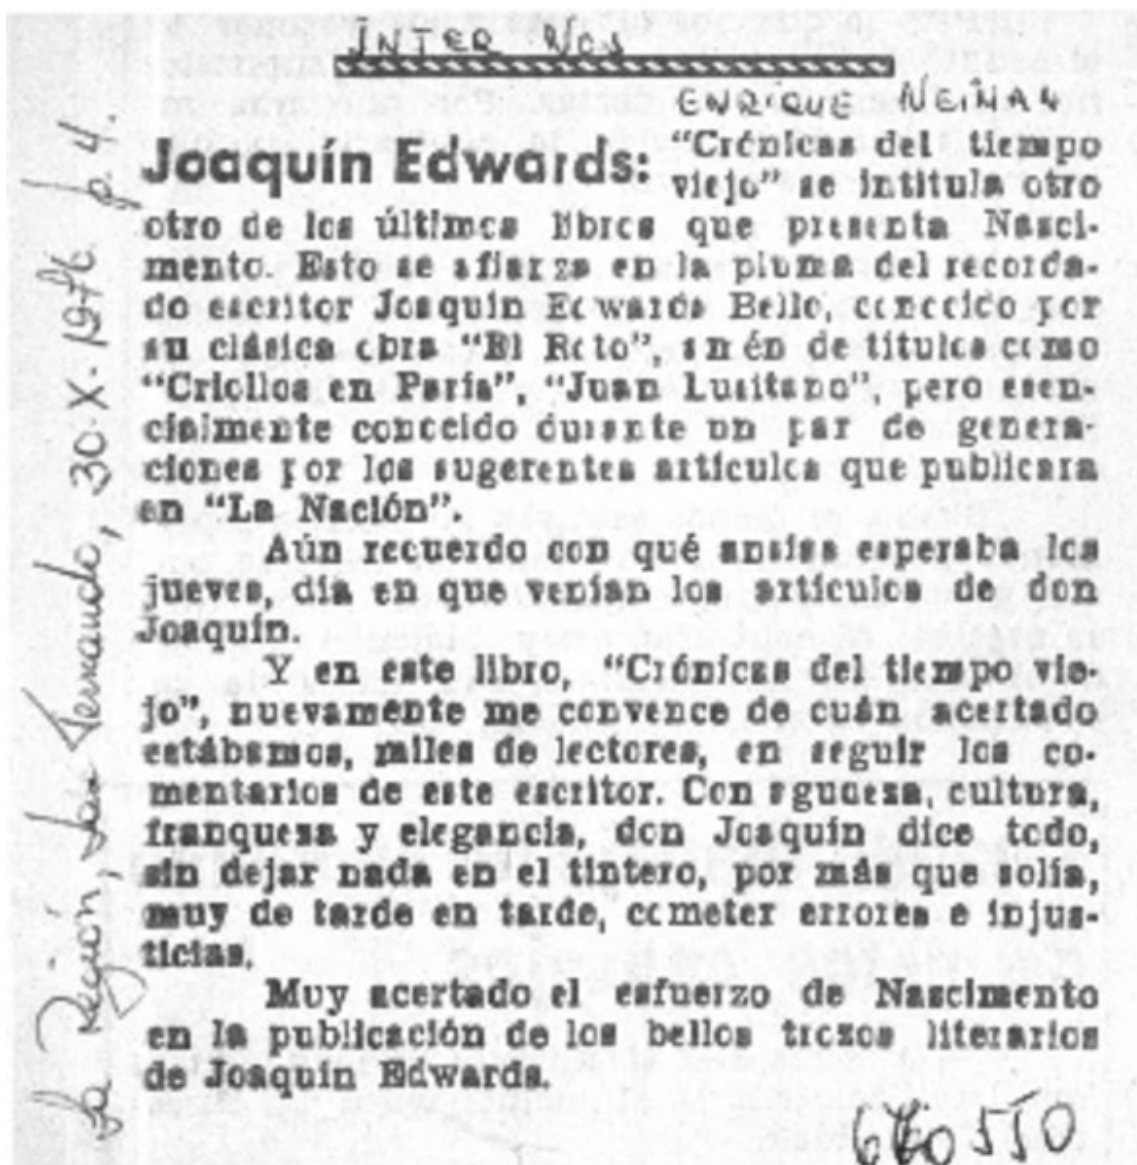 INTER NOS
ENRIQUE NEIMAN
Joaquín Edwards: "Crónicas del tiempo
viejo" se intitula otro
otro de los últimos libros que presenta Nasci-
mento. Esto se afianza en la pluma del recorda-
do escritor Joaquín Edwards Bello, conocido por
su clásica obra "El Roto", amén de títulos como
"Criollos en París", "Juan Lusitano", pero esen-
cialmente conocido durante un par de genera-
ciones por los sugerentes artículos que publicara
en "La Nación".
Aún recuerdo con qué ansias esperaba los
jueves, día en que venían los artículos de don
Joaquín.
Y en este libro, "Crónicas del tiempo vie-
jo", nuevamente me convence de cuán acertado
estábamos, miles de lectores, en seguir los co-
mentarios de este escritor. Con agudeza, cultura,
franqueza y elegancia, don Joaquín dice todo,
sin dejar nada en el tintero, por más que solía,
muy de tarde en tarde, cometer errores e injus-
ticias.
Muy acertado el esfuerzo de Nascimento
en la publicación de los bellos trozos literarios
de Joaquín Edwards.
La Región, San Fernando, 30.X.1976. p. 4.
550